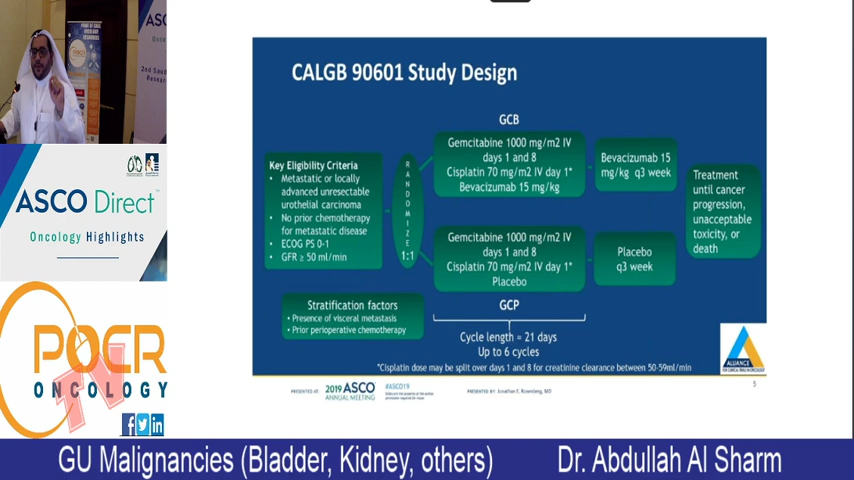 ASCO Direct™
Oncology Highlights
POER
ONCOLOGY
TV
CALGB 90601 Study Design
Key Eligibility Criteria
• Metastatic or locally
advanced unresectable
urothelial carcinoma
• No prior chemotherapy
for metastatic disease
• ECOG PS 0-1
• GFR ≥ 50 ml/min
RANDOMIZE
1:1
GCB
Gemcitabine 1000 mg/m2 IV
days 1 and 8
Cisplatin 70 mg/m2 IV day 1*
Bevacizumab 15 mg/kg
Bevacizumab 15
mg/kg q3 week
Gemcitabine 1000 mg/m2 IV
days 1 and 8
Cisplatin 70 mg/m2 IV day 1*
Placebo
Placebo
q3 week
GCP
Treatment
until cancer
progression,
unacceptable
toxicity, or
death
Stratification factors
• Presence of visceral metastasis
• Prior perioperative chemotherapy
Cycle length = 21 days
Up to 6 cycles
*Cisplatin dose may be split over days 1 and 8 for creatinine clearance between 50-59ml/min
ALLIANCE
PRESENTED AT:
2019 ASCO
ANNUAL MEETING
#ASCO19
PRESENTED BY: Jonathan E. Rosenberg, MD
5
GU Malignancies (Bladder, Kidney, others)
Dr. Abdullah Al Sharm